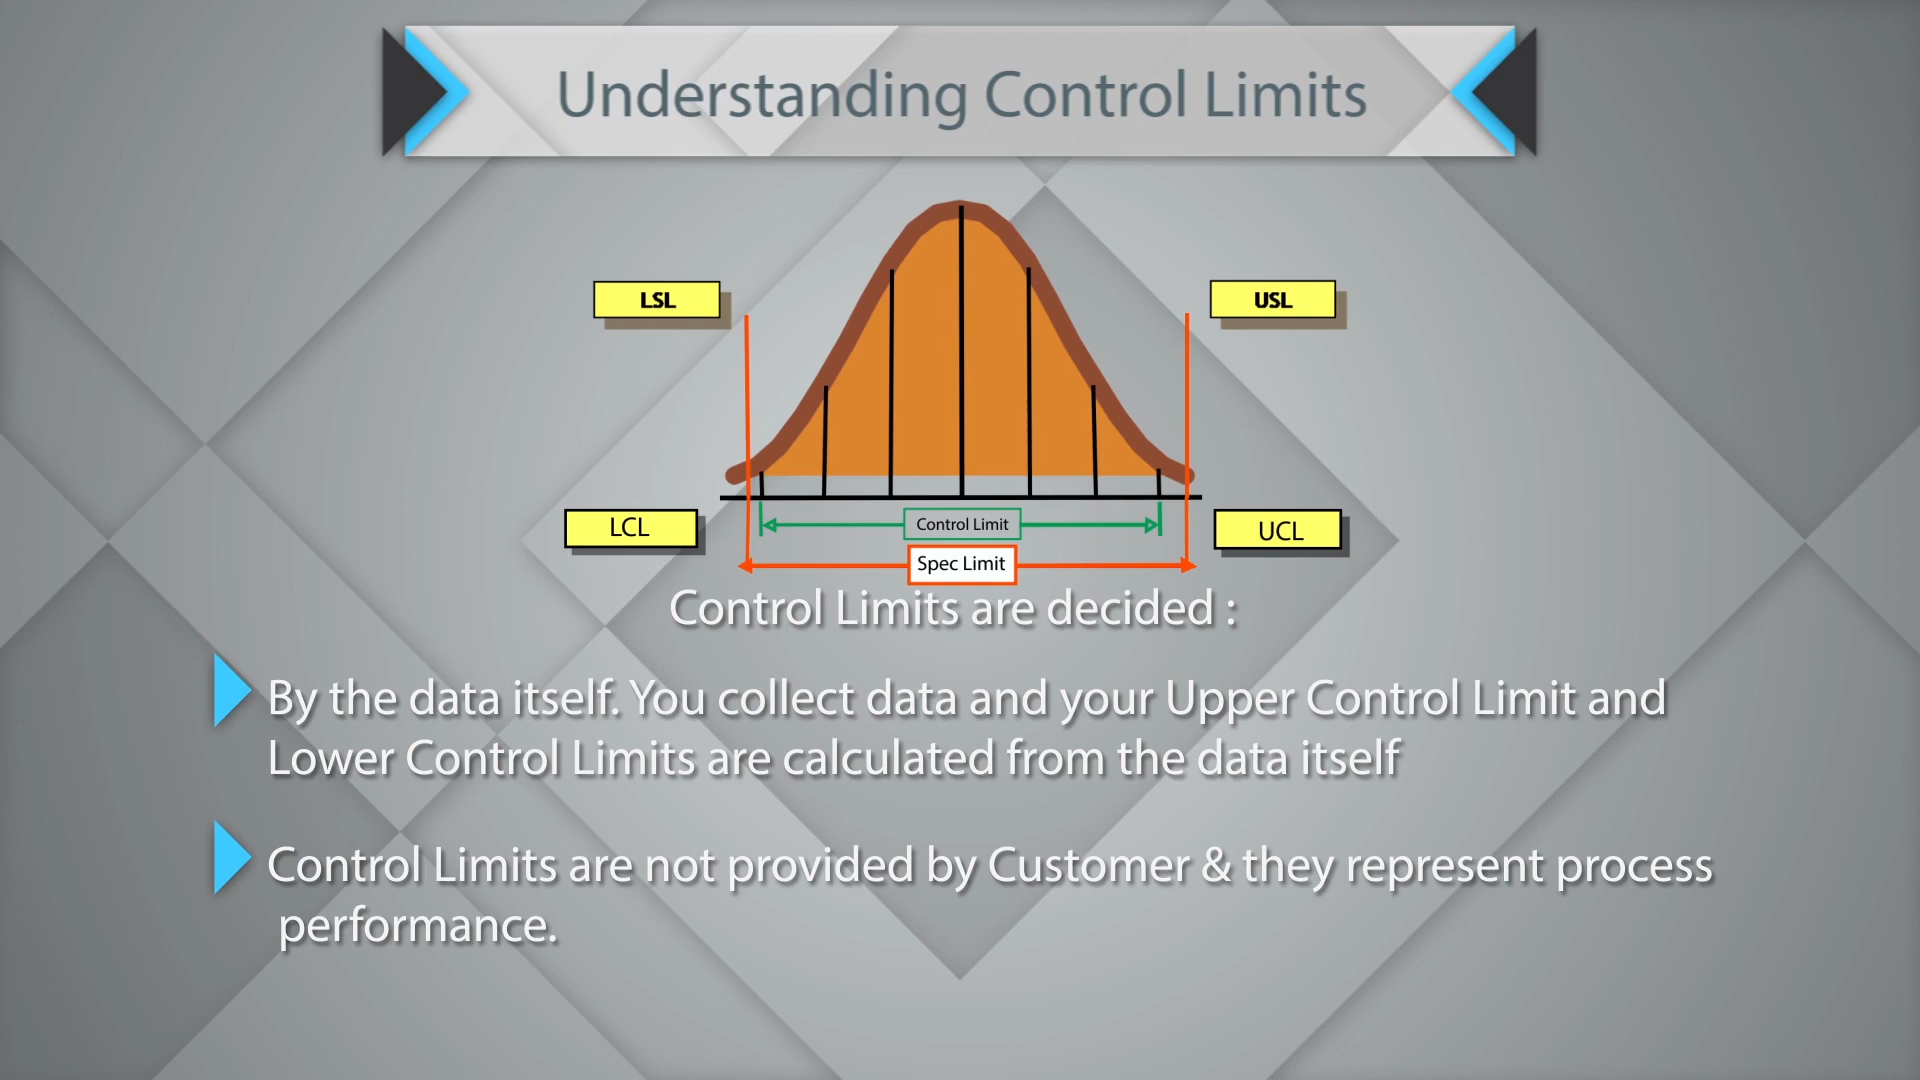 Understanding Control Limits
LSL
USL
LCL
Control Limit
UCL
Spec Limit
Control Limits are decided :
By the data itself. You collect data and your Upper Control Limit and
Lower Control Limits are calculated from the data itself
Control Limits are not provided by Customer & they represent process
performance.